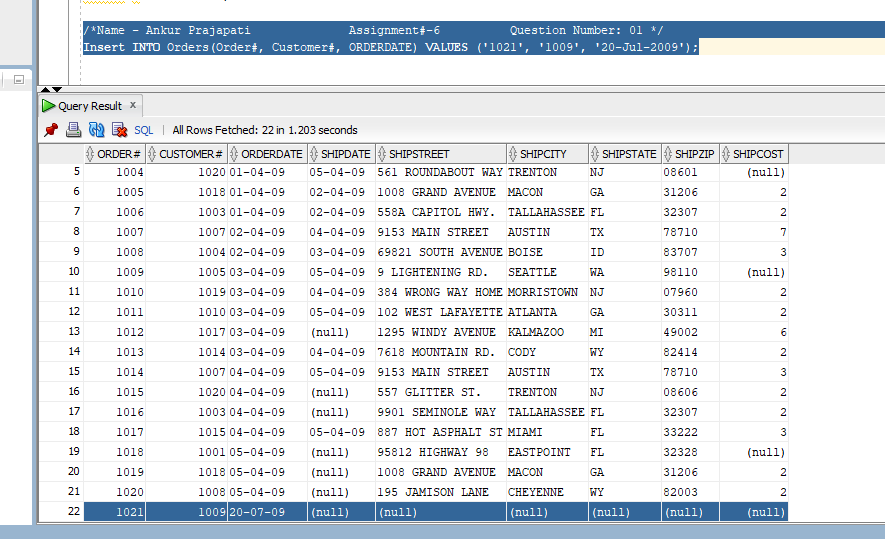 /*Name - Ankur Prajapati Assignment#-6 Question Number: 01 */
Insert INTO Orders(Order#, Customer#, ORDERDATE) VALUES ('1021', '1009', '20-Jul-2009');
Query Result x
SQL | All Rows Fetched: 22 in 1.203 seconds
ORDER# CUSTOMER# ORDERDATE SHIPDATE SHIPSTREET SHIPCITY SHIPSTATE SHIPZIP SHIPCOST
5 1004 1020 01-04-09 05-04-09 561 ROUNDABOUT WAY TRENTON NJ 08601 (null)
6 1005 1018 01-04-09 02-04-09 1008 GRAND AVENUE MACON GA 31206 2
7 1006 1003 01-04-09 02-04-09 558A CAPITOL HWY. TALLAHASSEE FL 32307 2
8 1007 1007 02-04-09 04-04-09 9153 MAIN STREET AUSTIN TX 78710 7
9 1008 1004 02-04-09 03-04-09 69821 SOUTH AVENUE BOISE ID 83707 3
10 1009 1005 03-04-09 05-04-09 9 LIGHTENING RD. SEATTLE WA 98110 (null)
11 1010 1019 03-04-09 04-04-09 384 WRONG WAY HOME MORRISTOWN NJ 07960 2
12 1011 1010 03-04-09 05-04-09 102 WEST LAFAYETTE ATLANTA GA 30311 2
13 1012 1017 03-04-09 (null) 1295 WINDY AVENUE KALMAZOO MI 49002 6
14 1013 1014 03-04-09 04-04-09 7618 MOUNTAIN RD. CODY WY 82414 2
15 1014 1007 04-04-09 05-04-09 9153 MAIN STREET AUSTIN TX 78710 3
16 1015 1020 04-04-09 (null) 557 GLITTER ST. TRENTON NJ 08606 2
17 1016 1003 04-04-09 (null) 9901 SEMINOLE WAY TALLAHASSEE FL 32307 2
18 1017 1015 04-04-09 05-04-09 887 HOT ASPHALT ST MIAMI FL 33222 3
19 1018 1001 05-04-09 (null) 95812 HIGHWAY 98 EASTPOINT FL 32328 (null)
20 1019 1018 05-04-09 (null) 1008 GRAND AVENUE MACON GA 31206 2
21 1020 1008 05-04-09 (null) 195 JAMISON LANE CHEYENNE WY 82003 2
22 1021 1009 20-07-09 (null) (null) (null) (null) (null) (null)